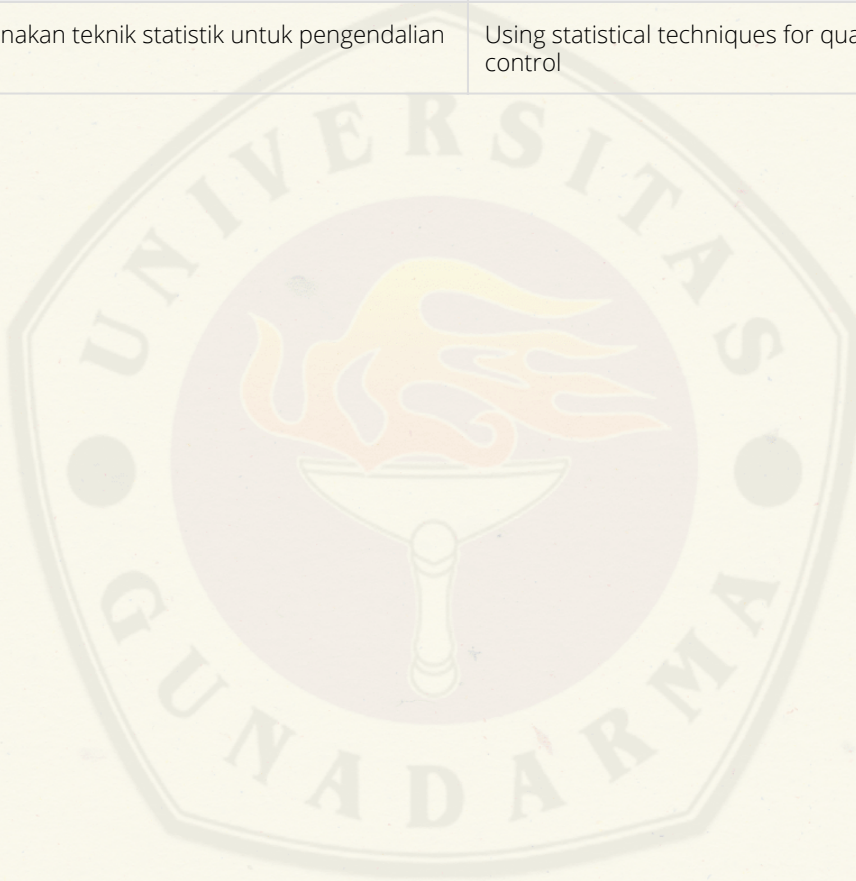 nakan teknik statistik untuk pengendalian
Using statistical techniques for qua
control
UNIVERSITAS
GUNADARMA